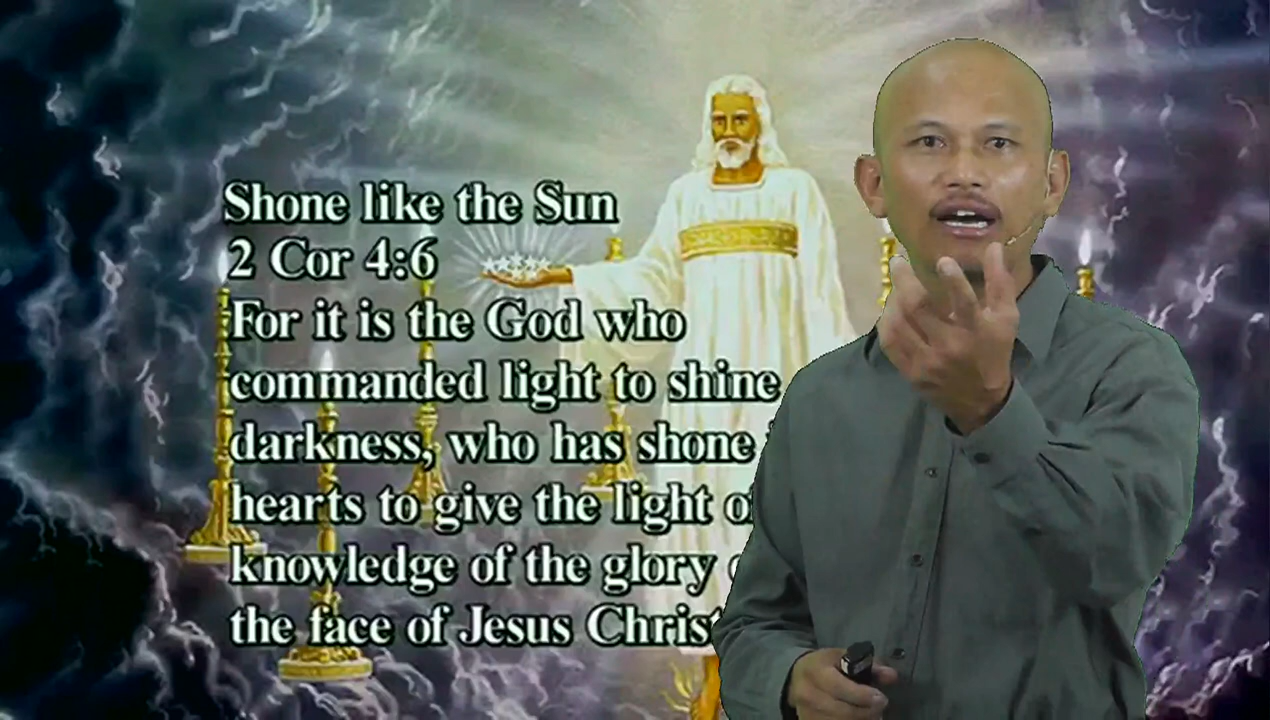 Shone like the Sun
2 Cor 4:6
For it is the God who
commanded light to shine
darkness, who has shone
hearts to give the light
knowledge of the glory
the face of Jesus Christ